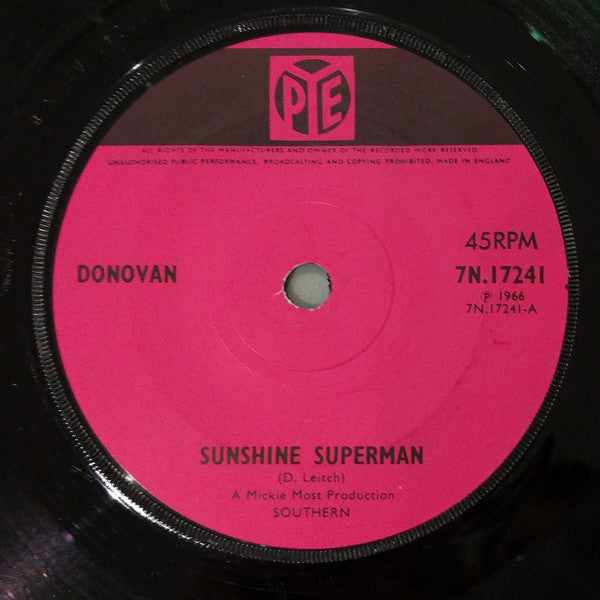 PYE
ALL RIGHTS OF THE MANUFACTURERS AND OWNER OF THE RECORDED WORK RESERVED.
UNAUTHORISED PUBLIC PERFORMANCE, BROADCASTING AND COPYING PROHIBITED. MADE IN ENGLAND
45RPM
DONOVAN
7N.17241
Ⓟ 1966
7N.17241-A
SUNSHINE SUPERMAN
(D. Leitch)
A Mickie Most Production
SOUTHERN